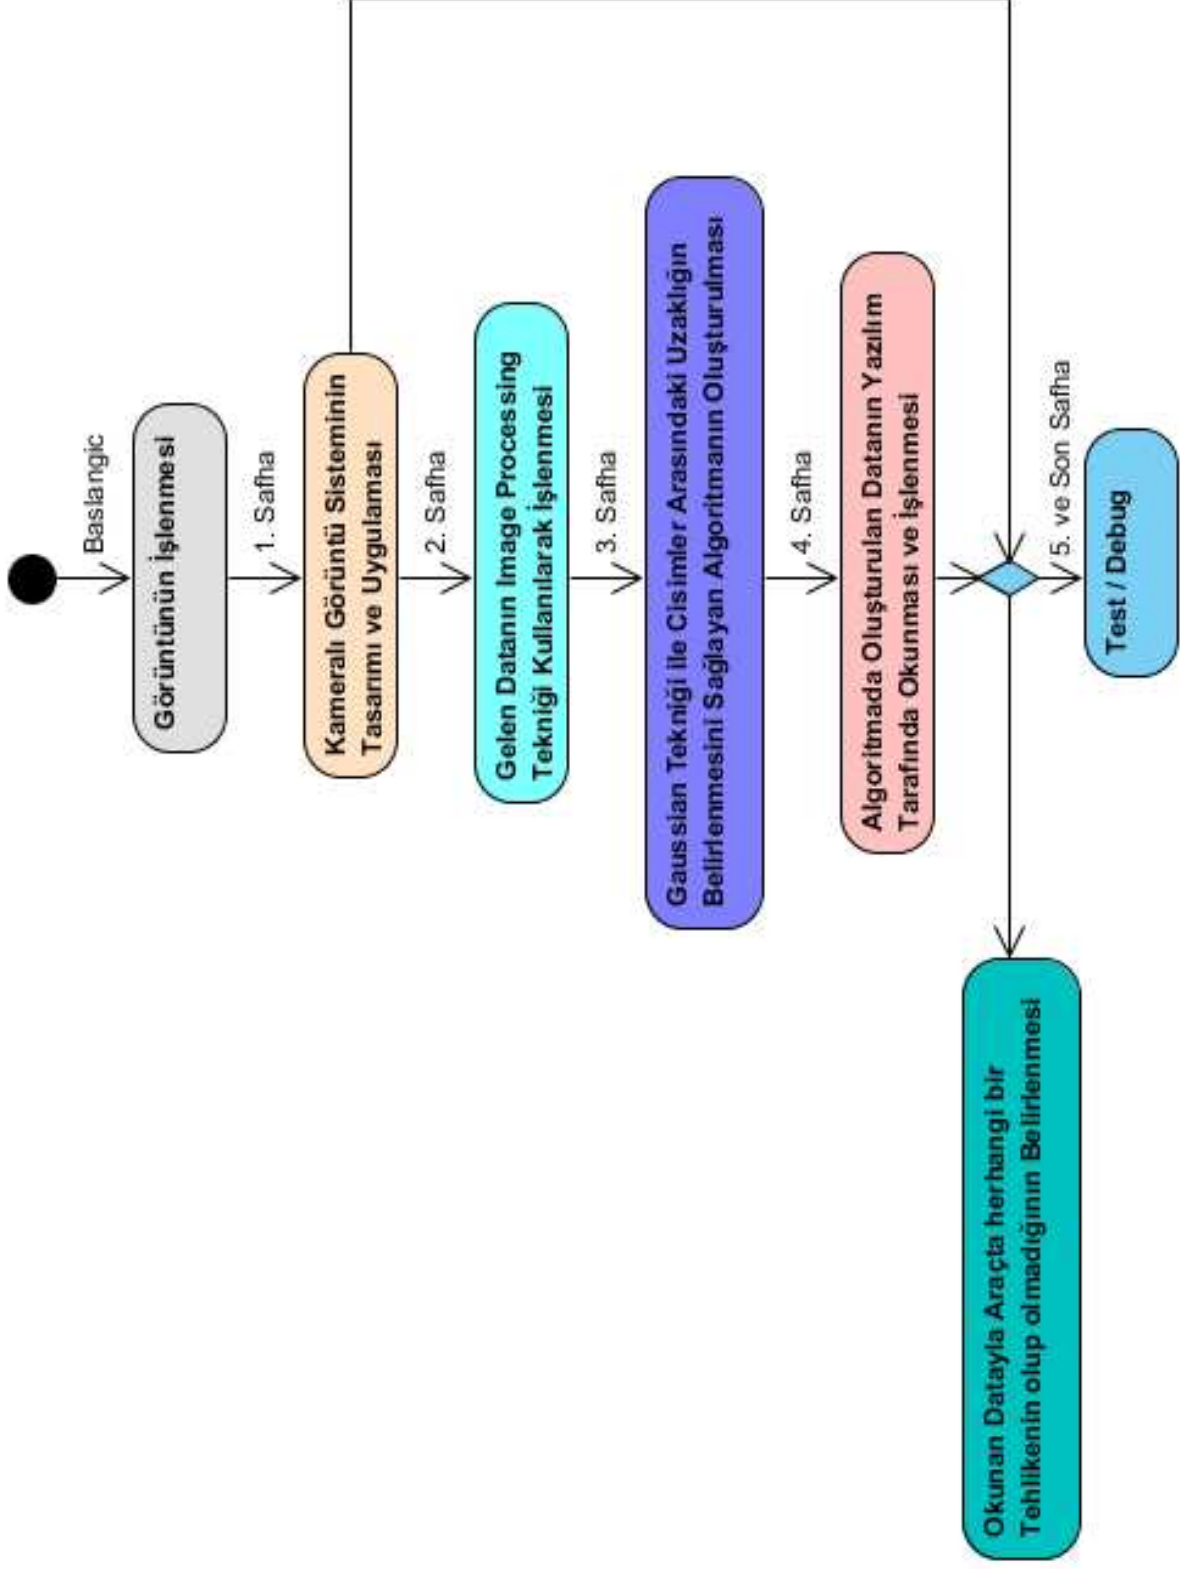 Baslangic
Görüntünün İşlenmesi
1. Safha
Kameralı Görüntü Sisteminin
Tasarımı ve Uygulaması
2. Safha
Gelen Datanın Image Processing
Tekniği Kullanılarak İşlenmesi
3. Safha
Gaussian Tekniği ile Cisimler Arasındaki Uzaklığın
Belirlenmesini Sağlayan Algoritmanın Oluşturulması
4. Safha
Algoritmada Oluşturulan Datanın Yazılım
Tarafında Okunması ve İşlenmesi
5. ve Son Safha
Test / Debug
Okunan Datayla Araçta herhangi bir
Tehlikenin olup olmadığının Belirlenmesi